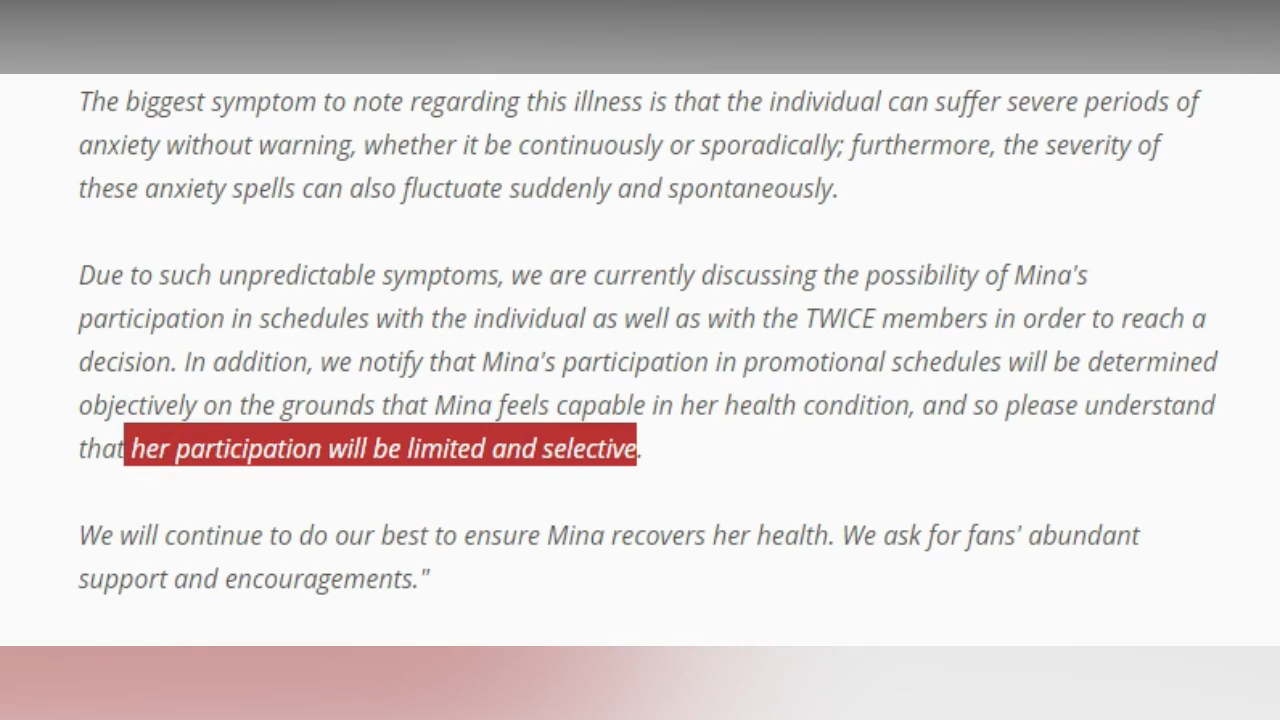 The biggest symptom to note regarding this illness is that the individual can suffer severe periods of
anxiety without warning, whether it be continuously or sporadically; furthermore, the severity of
these anxiety spells can also fluctuate suddenly and spontaneously.
Due to such unpredictable symptoms, we are currently discussing the possibility of Mina's
participation in schedules with the individual as well as with the TWICE members in order to reach a
decision. In addition, we notify that Mina's participation in promotional schedules will be determined
objectively on the grounds that Mina feels capable in her health condition, and so please understand
that her participation will be limited and selective.
We will continue to do our best to ensure Mina recovers her health. We ask for fans' abundant
support and encouragements."